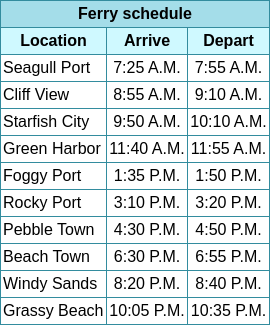 Ferry schedule
Location Arrive Depart
Seagull Port 7:25 A.M. 7:55 A.M.
Cliff View 8:55 A.M. 9:10 A.M.
Starfish City 9:50 A.M. 10:10 A.M.
Green Harbor 11:40 A.M. 11:55 A.M.
Foggy Port 1:35 P.M. 1:50 P.M.
Rocky Port 3:10 P.M. 3:20 P.M.
Pebble Town 4:30 P.M. 4:50 P.M.
Beach Town 6:30 P.M. 6:55 P.M.
Windy Sands 8:20 P.M. 8:40 P.M.
Grassy Beach 10:05 P.M. 10:35 P.M.